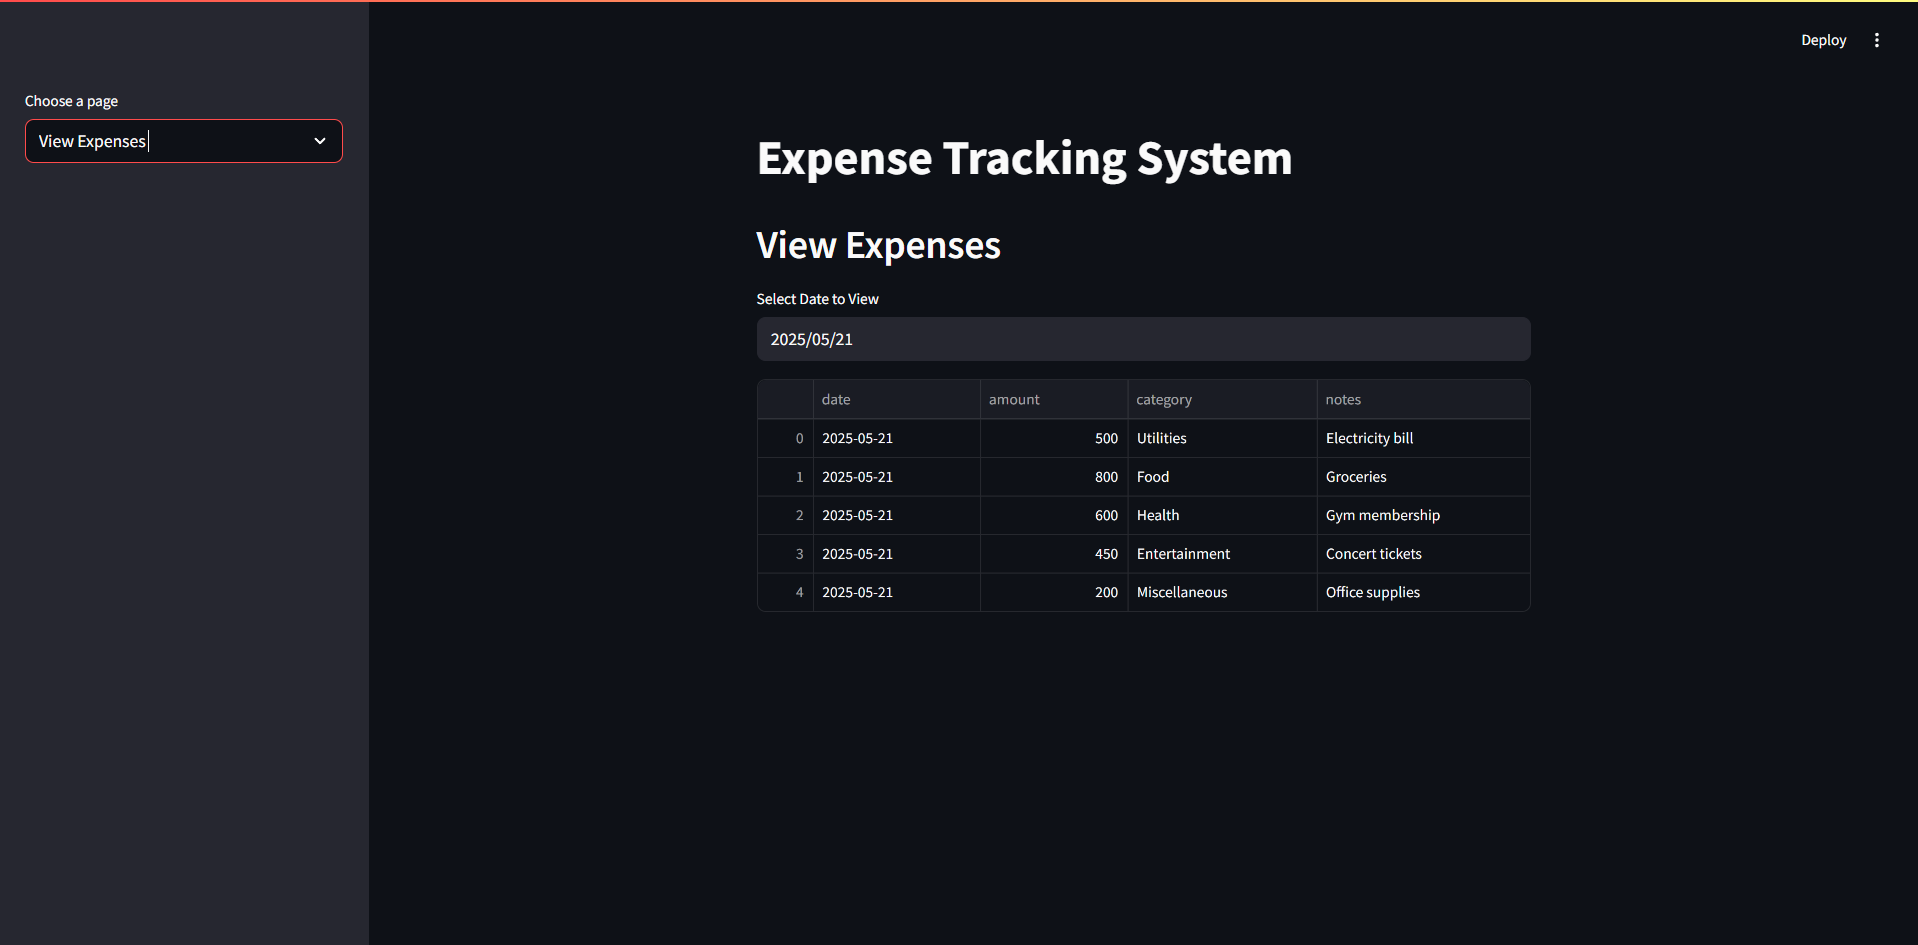 Deploy
Choose a page
View Expenses
Expense Tracking System
View Expenses
Select Date to View
2025/05/21
date amount category notes
0 2025-05-21 500 Utilities Electricity bill
1 2025-05-21 800 Food Groceries
2 2025-05-21 600 Health Gym membership
3 2025-05-21 450 Entertainment Concert tickets
4 2025-05-21 200 Miscellaneous Office supplies